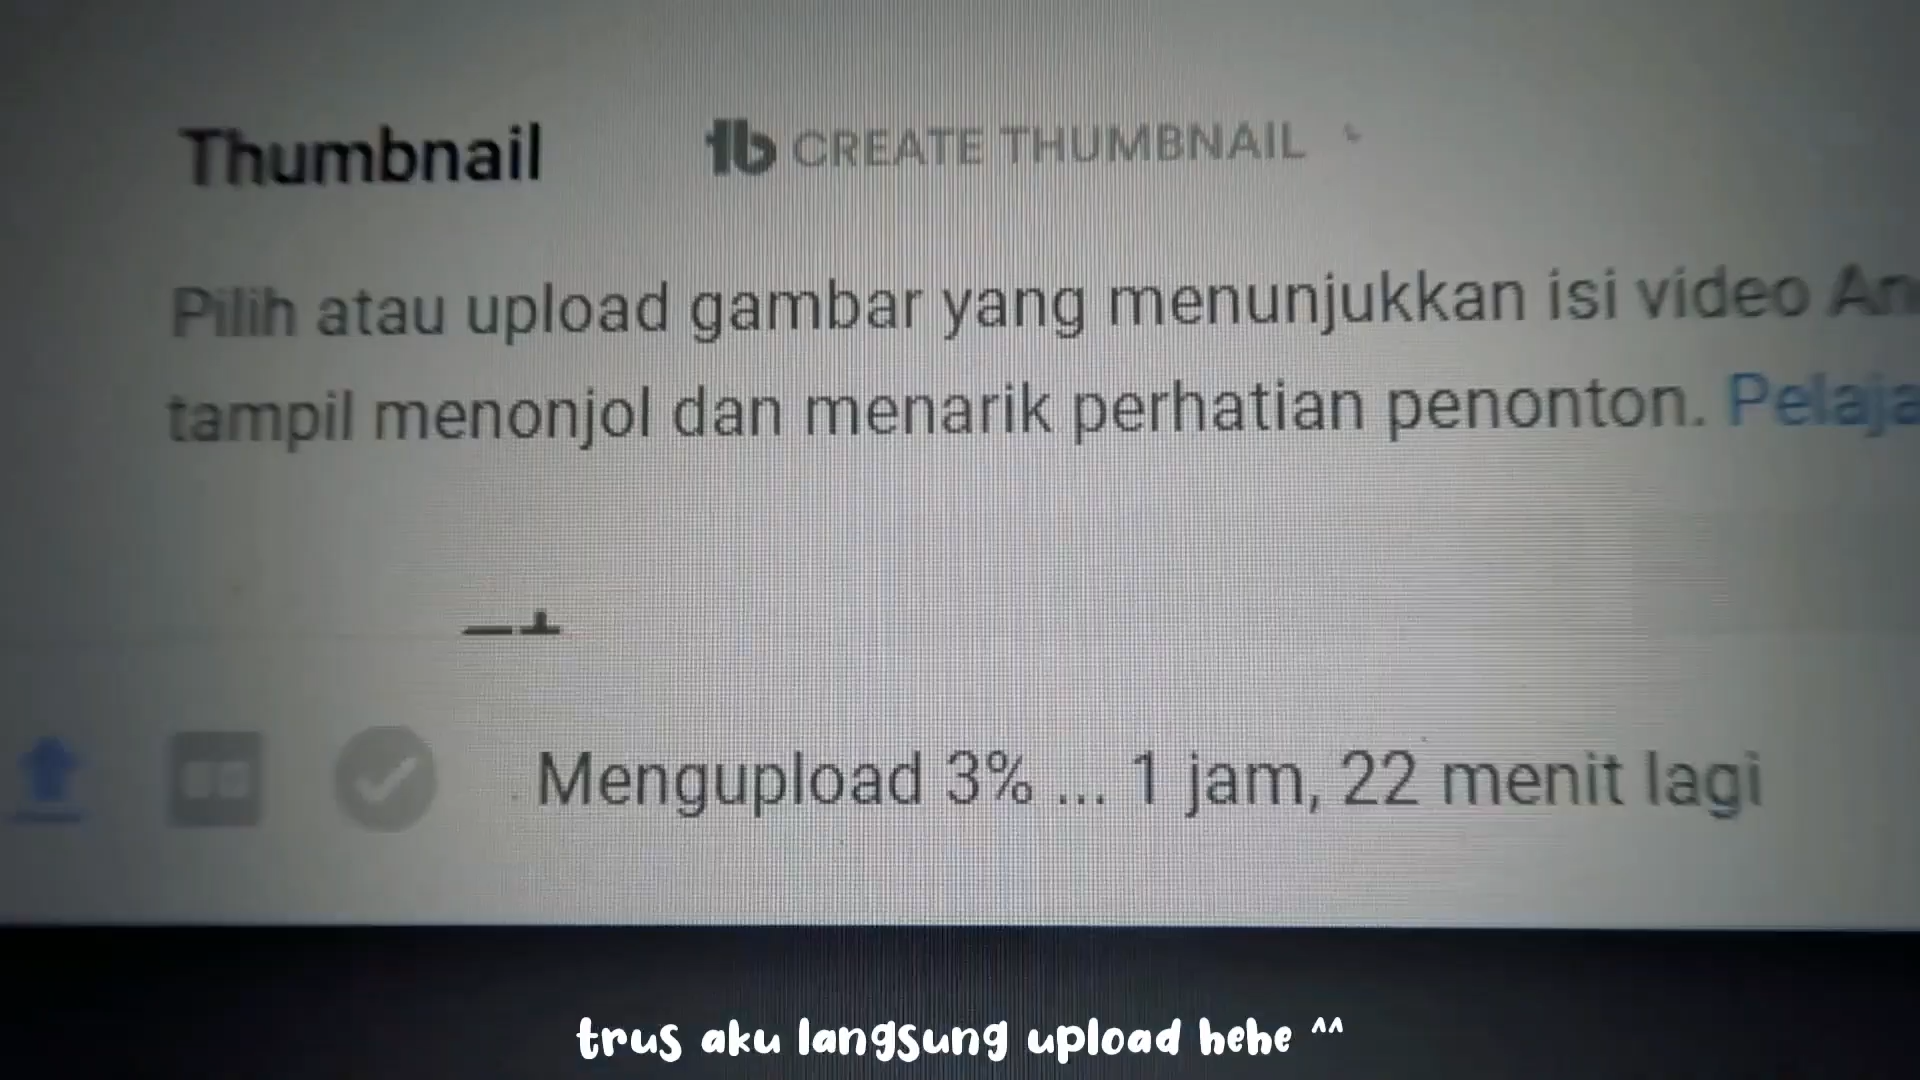 Thumbnail
tb CREATE THUMBNAIL
Pilih atau upload gambar yang menunjukkan isi video
tampil menonjol dan menarik perhatian penonton.
Mengupload 3% ... 1 jam, 22 menit lagi
trus aku langsung upload hehe ^^